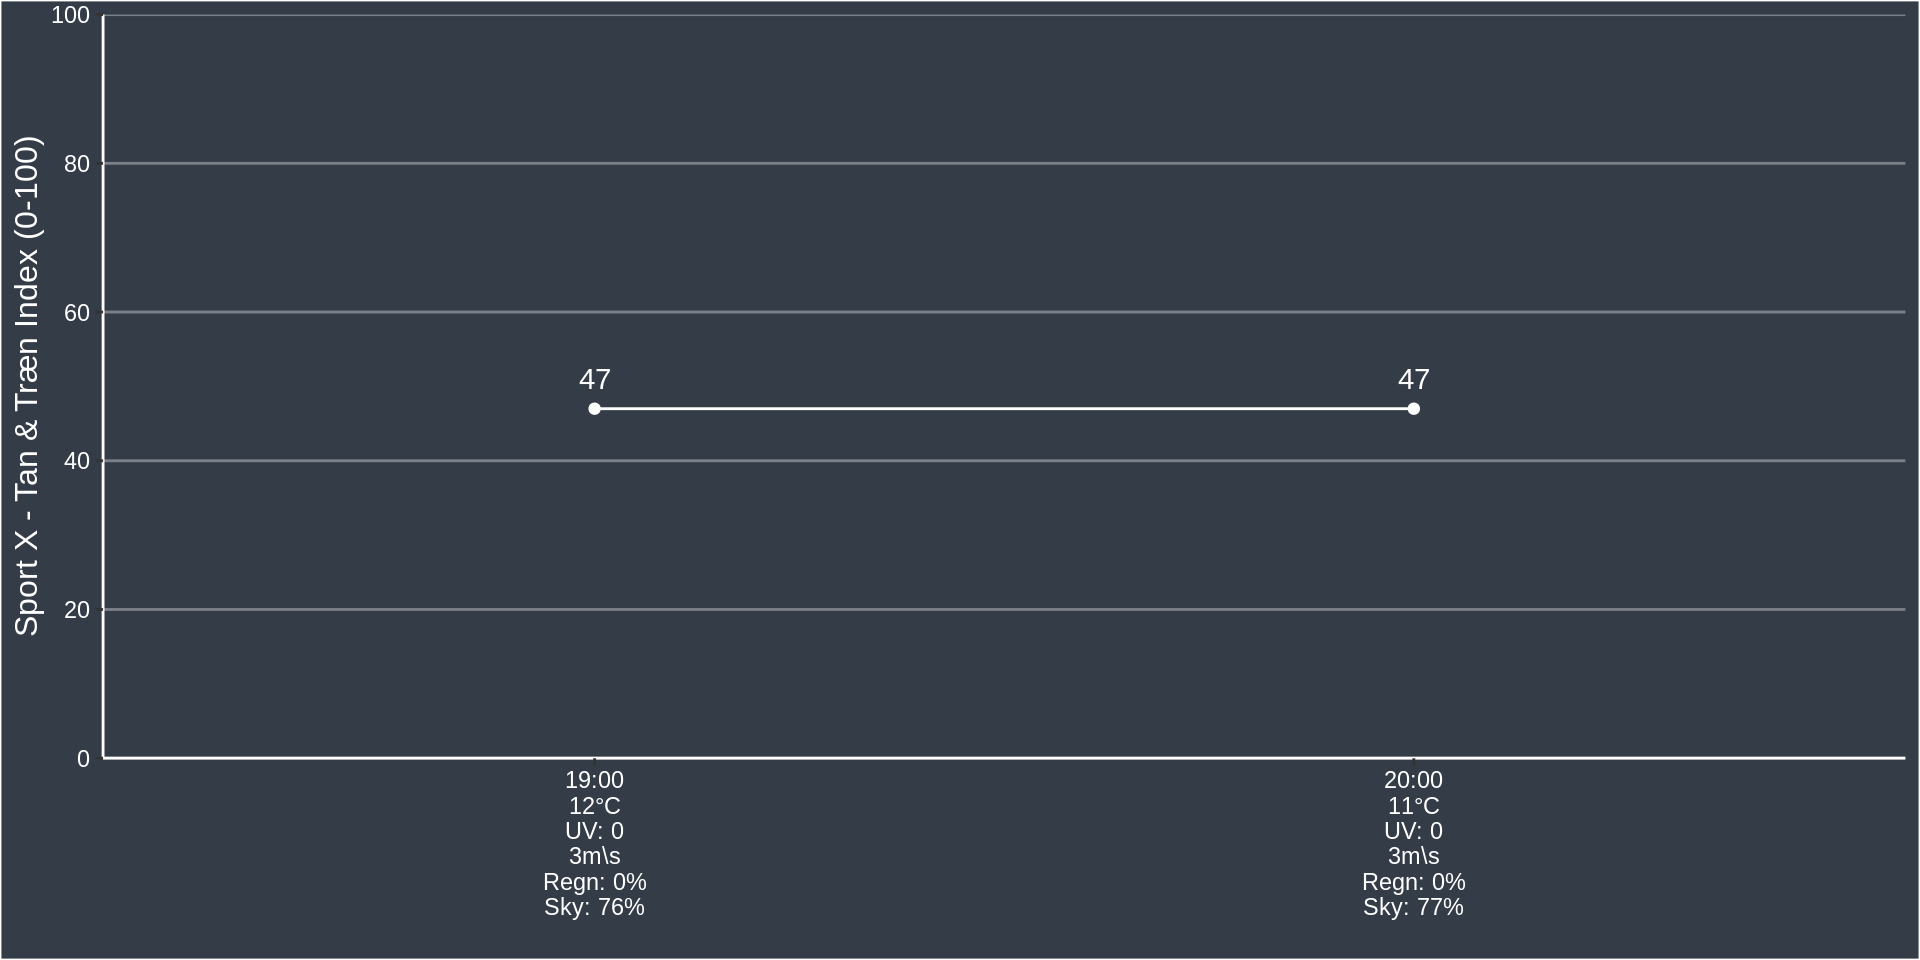 Sport X - Tan & Træn Index (0-100)
100
80
60
40
20
0
47
47
19:00
12°C
UV: 0
3m\s
Regn: 0%
Sky: 76%
20:00
11°C
UV: 0
3m\s
Regn: 0%
Sky: 77%